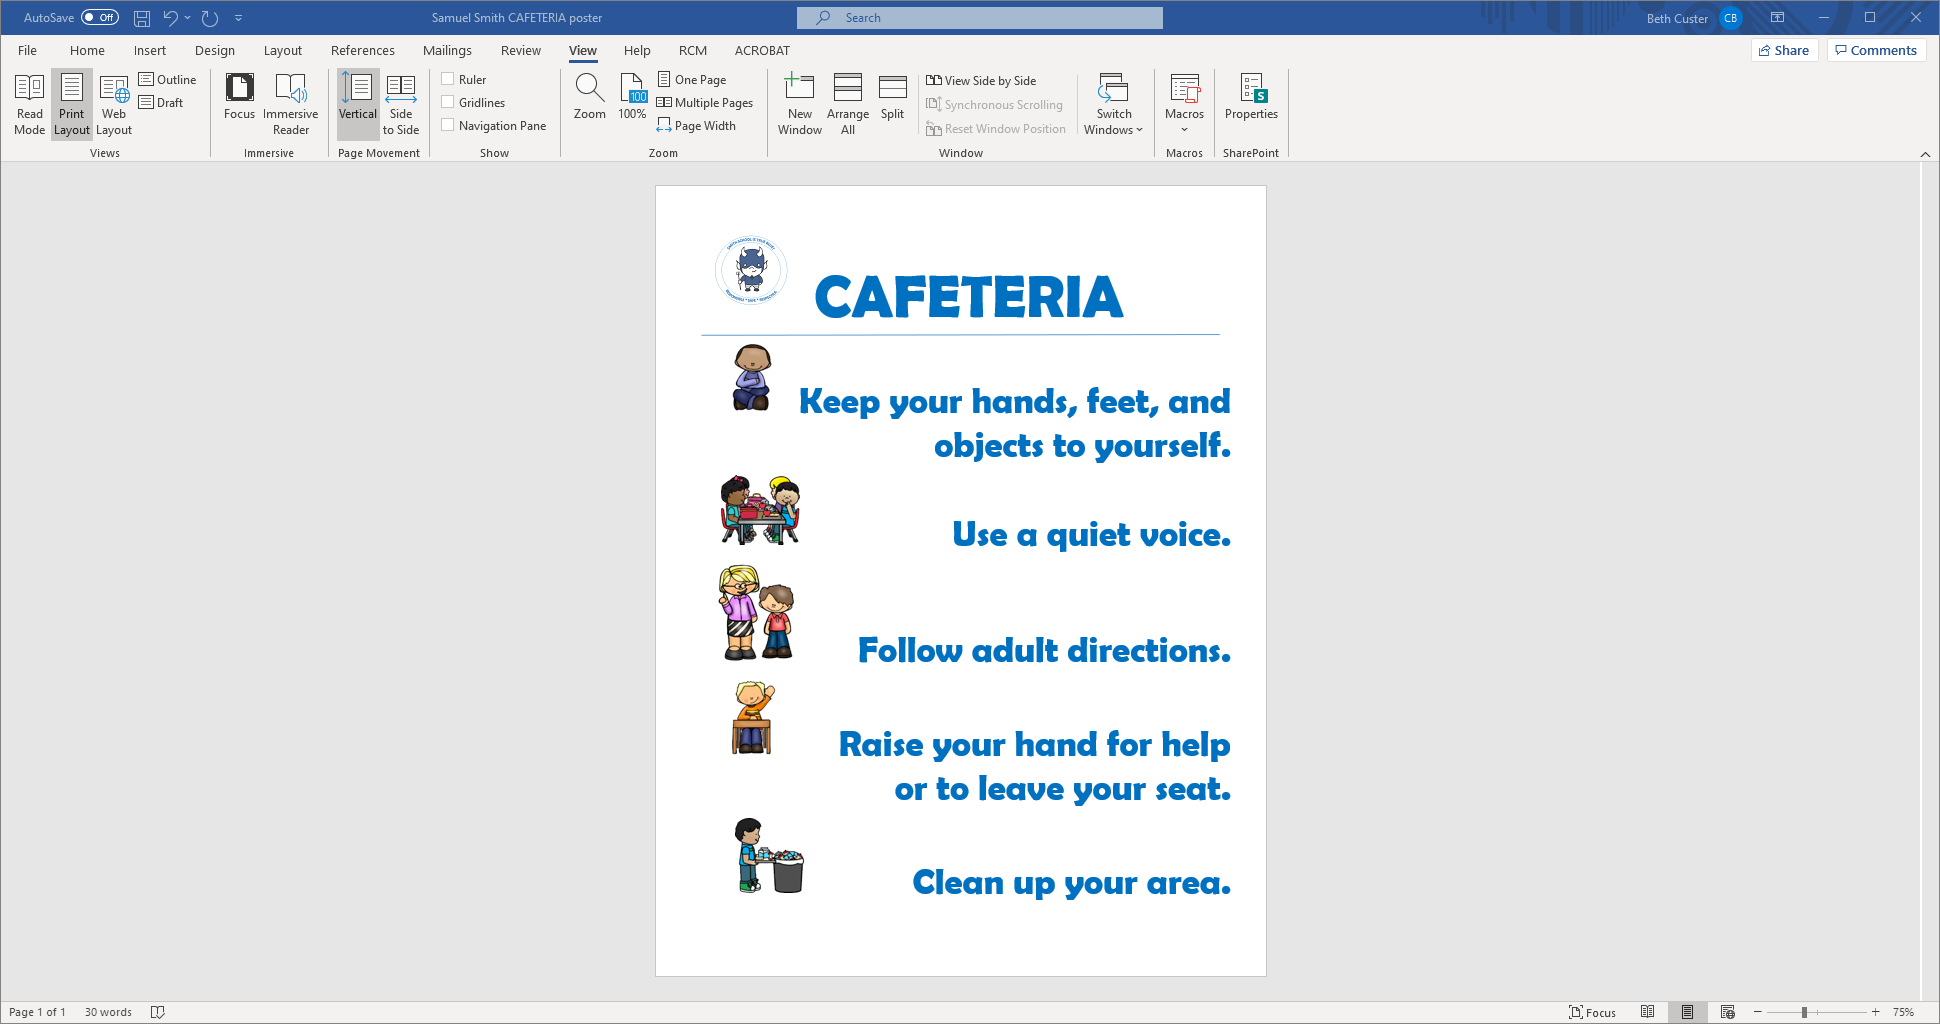 AutoSave Off
Samuel Smith CAFETERIA poster
Search
Beth Custer CB
File Home Insert Design Layout References Mailings Review View Help RCM ACROBAT
Share Comments
Read Mode
Print Layout
Web Layout
Outline
Draft
Views
Focus
Immersive Reader
Immersive
Vertical
Side to Side
Page Movement
Ruler
Gridlines
Navigation Pane
Show
Zoom
100
100%
One Page
Multiple Pages
Page Width
Zoom
New Window
Arrange All
Split
View Side by Side
Synchronous Scrolling
Reset Window Position
Switch Windows
Window
Macros
Macros
S
Properties
SharePoint
CAFETERIA
Keep your hands, feet, and
objects to yourself.
Use a quiet voice.
Follow adult directions.
Raise your hand for help
or to leave your seat.
Clean up your area.
Page 1 of 1 30 words
Focus
75%